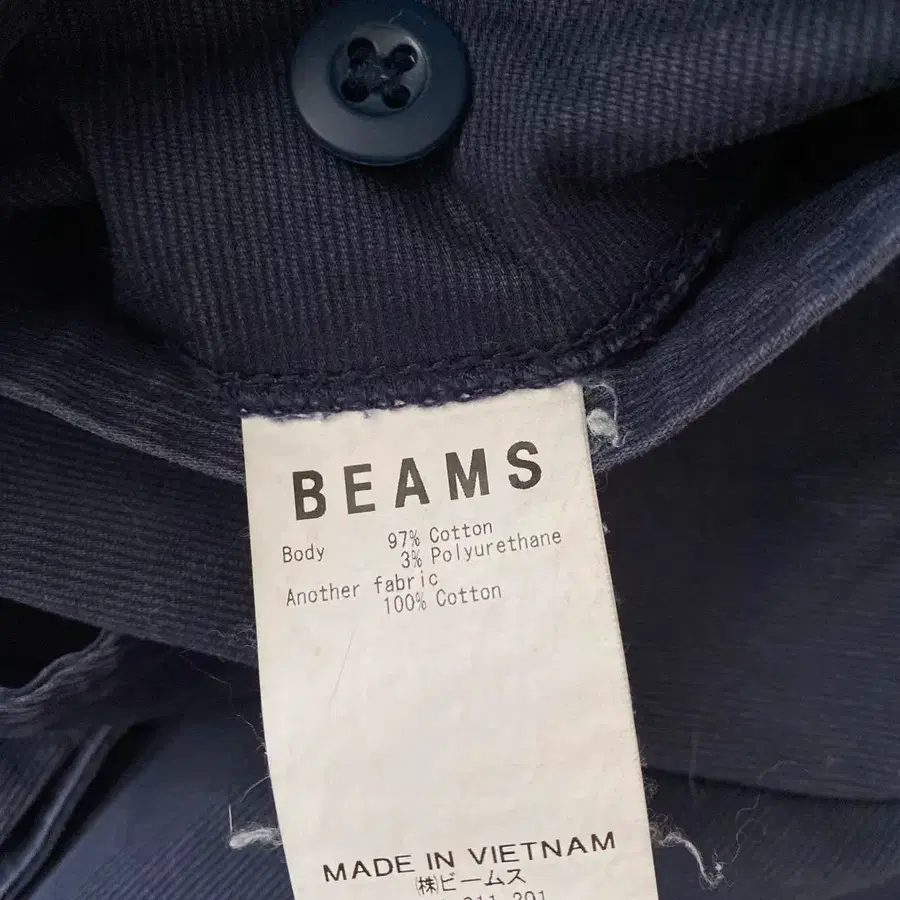 BEAMS
Body 97% Cotton
3% Polyurethane
Another fabric
100% Cotton
MADE IN VIETNAM
㈱ビームス